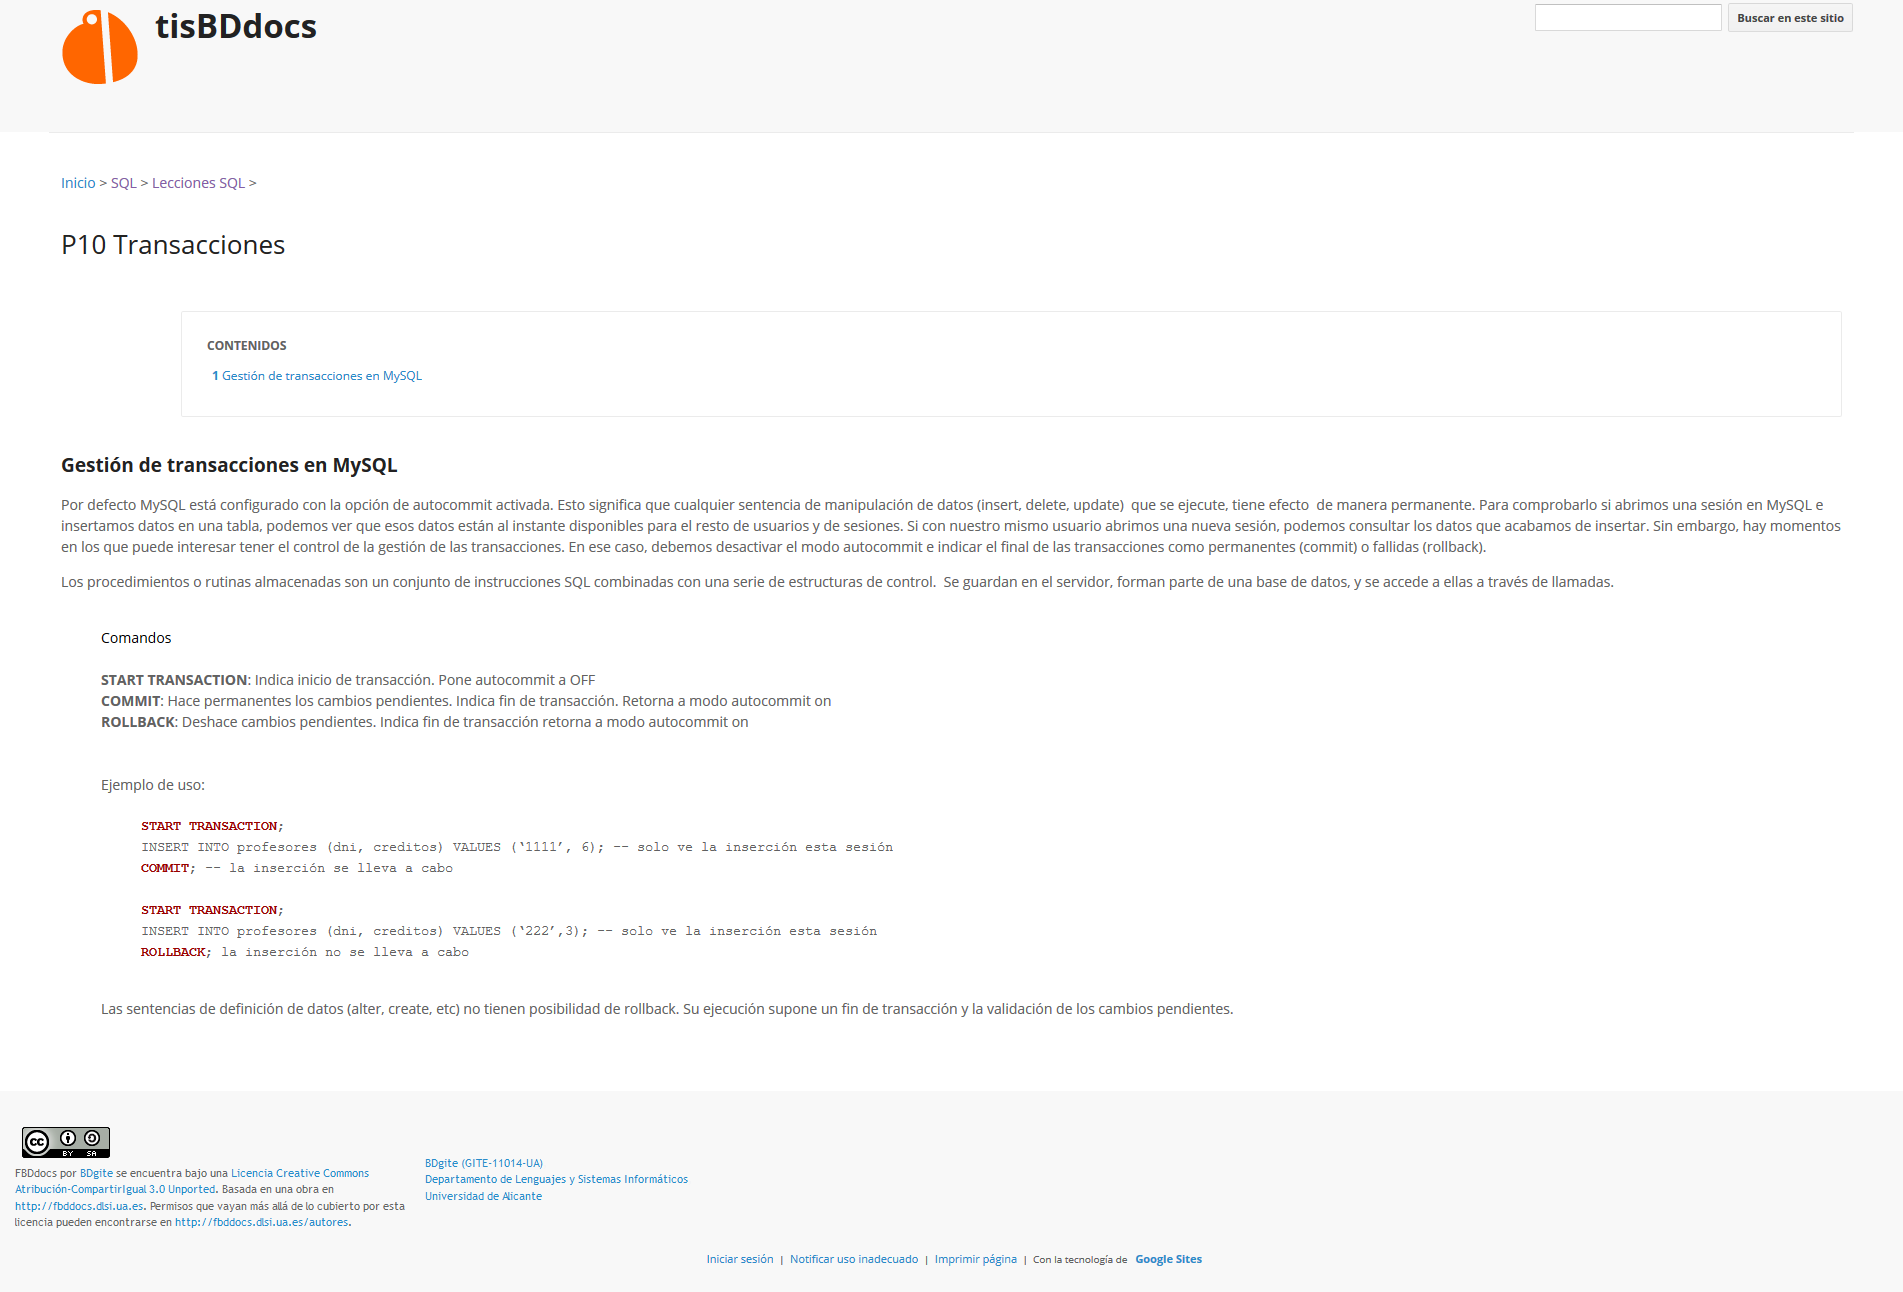 tisBDdocs
Buscar en este sitio
Inicio > SQL > Lecciones SQL >
P10 Transacciones
CONTENIDOS
1 Gestión de transacciones en MySQL
Gestión de transacciones en MySQL
Por defecto MySQL está configurado con la opción de autocommit activada. Esto significa que cualquier sentencia de manipulación de datos (insert, delete, update)  que se ejecute, tiene efecto  de manera permanente. Para comprobarlo si abrimos una sesión en MySQL e
insertamos datos en una tabla, podemos ver que esos datos están al instante disponibles para el resto de usuarios y de sesiones. Si con nuestro mismo usuario abrimos una nueva sesión, podemos consultar los datos que acabamos de insertar. Sin embargo, hay momentos
en los que puede interesar tener el control de la gestión de las transacciones. En ese caso, debemos desactivar el modo autocommit e indicar el final de las transacciones como permanentes (commit) o fallidas (rollback).
Los procedimientos o rutinas almacenadas son un conjunto de instrucciones SQL combinadas con una serie de estructuras de control.  Se guardan en el servidor, forman parte de una base de datos, y se accede a ellas a través de llamadas.
Comandos
START TRANSACTION: Indica inicio de transacción. Pone autocommit a OFF
COMMIT: Hace permanentes los cambios pendientes. Indica fin de transacción. Retorna a modo autocommit on
ROLLBACK: Deshace cambios pendientes. Indica fin de transacción retorna a modo autocommit on
Ejemplo de uso:
START TRANSACTION;
INSERT INTO profesores (dni, creditos) VALUES (‘1111’, 6); -- solo ve la inserción esta sesión
COMMIT; -- la inserción se lleva a cabo
START TRANSACTION;
INSERT INTO profesores (dni, creditos) VALUES (‘222’,3); -- solo ve la inserción esta sesión
ROLLBACK; la inserción no se lleva a cabo
Las sentencias de definición de datos (alter, create, etc) no tienen posibilidad de rollback. Su ejecución supone un fin de transacción y la validación de los cambios pendientes.
cc BY SA
FBDdocs por BDgite se encuentra bajo una Licencia Creative Commons
Atribución-CompartirIgual 3.0 Unported. Basada en una obra en
http://fbddocs.dlsi.ua.es. Permisos que vayan más allá de lo cubierto por esta
licencia pueden encontrarse en http://fbddocs.dlsi.ua.es/autores.
BDgite (GITE-11014-UA)
Departamento de Lenguajes y Sistemas Informáticos
Universidad de Alicante
Iniciar sesión | Notificar uso inadecuado | Imprimir página | Con la tecnología de Google Sites